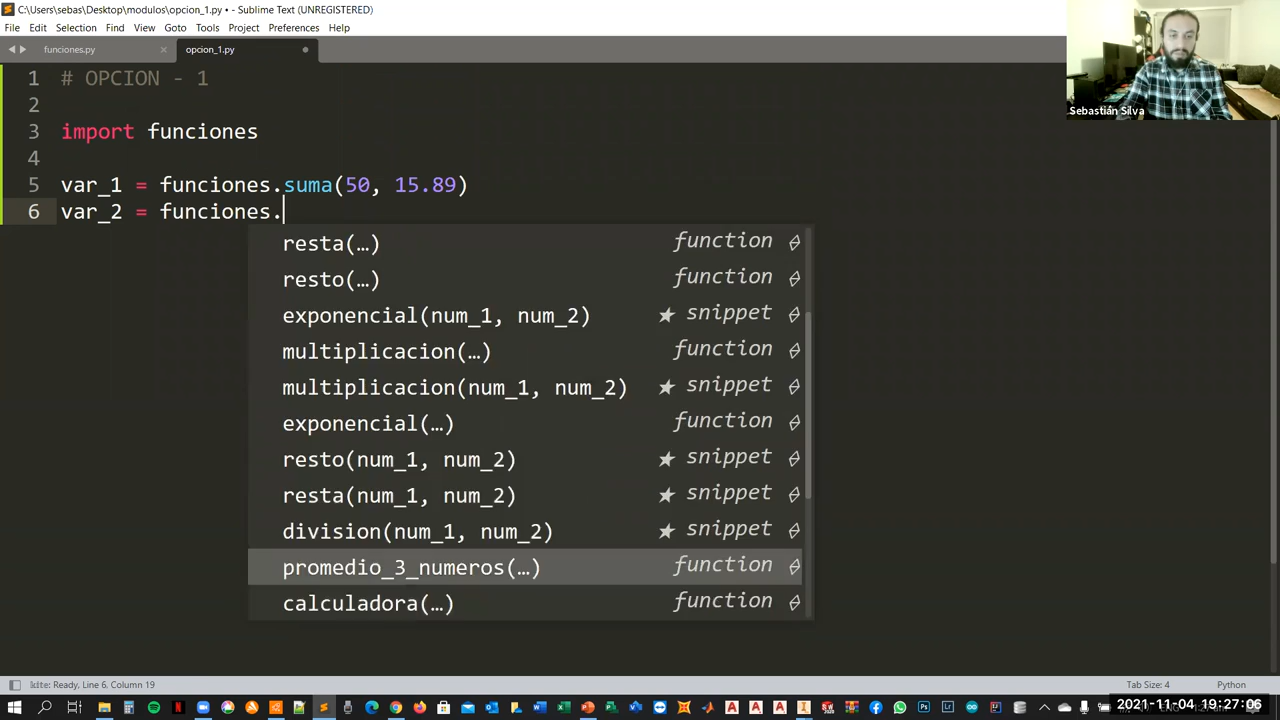 C:\Users\sebas\Desktop\modulos\opcion_1.py • - Sublime Text (UNREGISTERED)
File Edit Selection Find View Goto Tools Project Preferences Help
funciones.py opcion_1.py
1 # OPCION - 1
2
3 import funciones
4
5 var_1 = funciones.suma(50, 15.89)
6 var_2 = funciones.
resta(…) function
resto(…) function
exponencial(num_1, num_2) ★ snippet
multiplicacion(…) function
multiplicacion(num_1, num_2) ★ snippet
exponencial(…) function
resto(num_1, num_2) ★ snippet
resta(num_1, num_2) ★ snippet
division(num_1, num_2) ★ snippet
promedio_3_numeros(…) function
calculadora(…) function
Sebastián Silva
Ready, Line 6, Column 19 Tab Size: 4 Python
2021-11-04 19:27:06